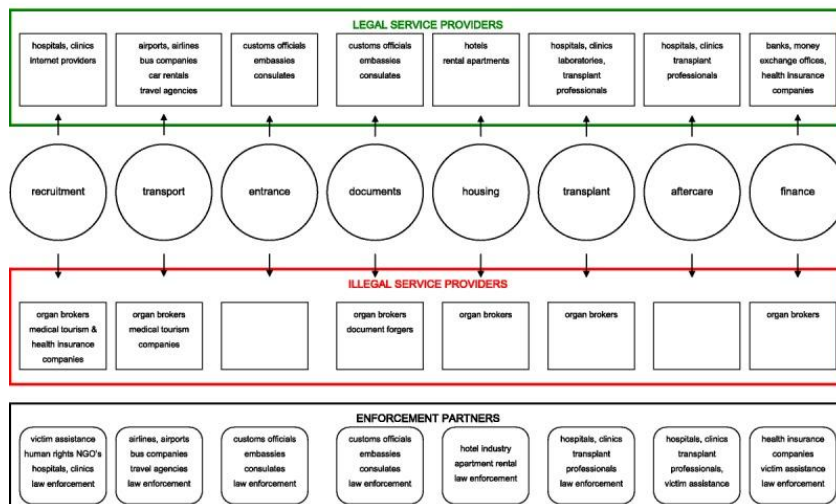 LEGAL SERVICE PROVIDERS
hospitals, clinics
internet providers
airports, airlines
bus companies
car rentals
travel agencies
customs officials
embassies
consulates
customs officials
embassies
consulates
hotels
rental apartments
hospitals, clinics
laboratories,
transplant
professionals
hospitals, clinics
transplant
professionals
banks, money
exchange offices,
health insurance
companies
recruitment
transport
entrance
documents
housing
transplant
aftercare
finance
ILLEGAL SERVICE PROVIDERS
organ brokers
medical tourism &
health insurance
companies
organ brokers
medical tourism
companies
organ brokers
document forgers
organ brokers
organ brokers
organ brokers
ENFORCEMENT PARTNERS
victim assistance
human rights NGO's
hospitals, clinics
law enforcement
airlines, airports
bus companies
travel agencies
law enforcement
customs officials
embassies
consulates
law enforcement
customs officials
embassies
consulates
law enforcement
hotel industry
apartment rental
law enforcement
hospitals, clinics
transplant
professionals
law enforcement
hospitals, clinics
transplant
professionals,
victim assistance
health insurance
companies
victim assistance
law enforcement